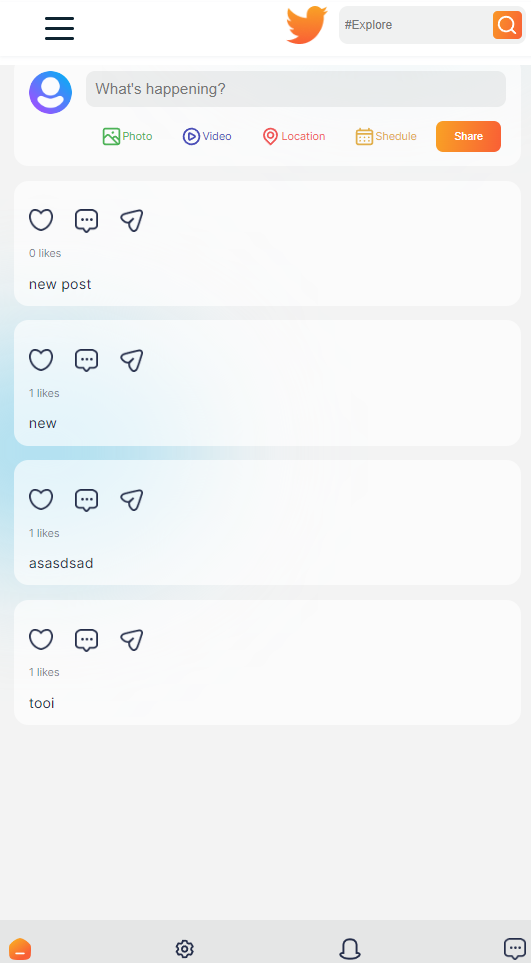 #Explore
What's happening?
Photo Video Location Shedule Share
0 likes
new post
1 likes
new
1 likes
asasdsad
1 likes
tooi